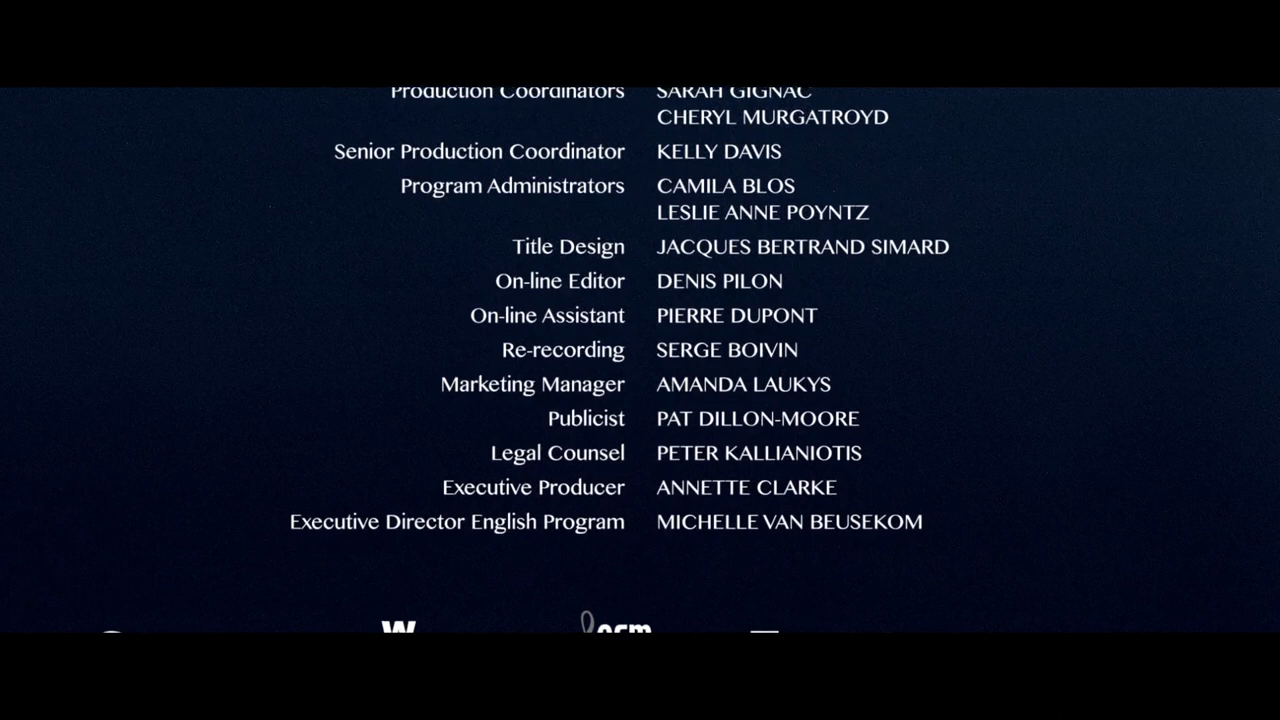 Production Coordinators SARAH GIGNAC
CHERYL MURGATROYD
Senior Production Coordinator KELLY DAVIS
Program Administrators CAMILA BLOS
LESLIE ANNE POYNTZ
Title Design JACQUES BERTRAND SIMARD
On-line Editor DENIS PILON
On-line Assistant PIERRE DUPONT
Re-recording SERGE BOIVIN
Marketing Manager AMANDA LAUKYS
Publicist PAT DILLON-MOORE
Legal Counsel PETER KALLIANIOTIS
Executive Producer ANNETTE CLARKE
Executive Director English Program MICHELLE VAN BEUSEKOM